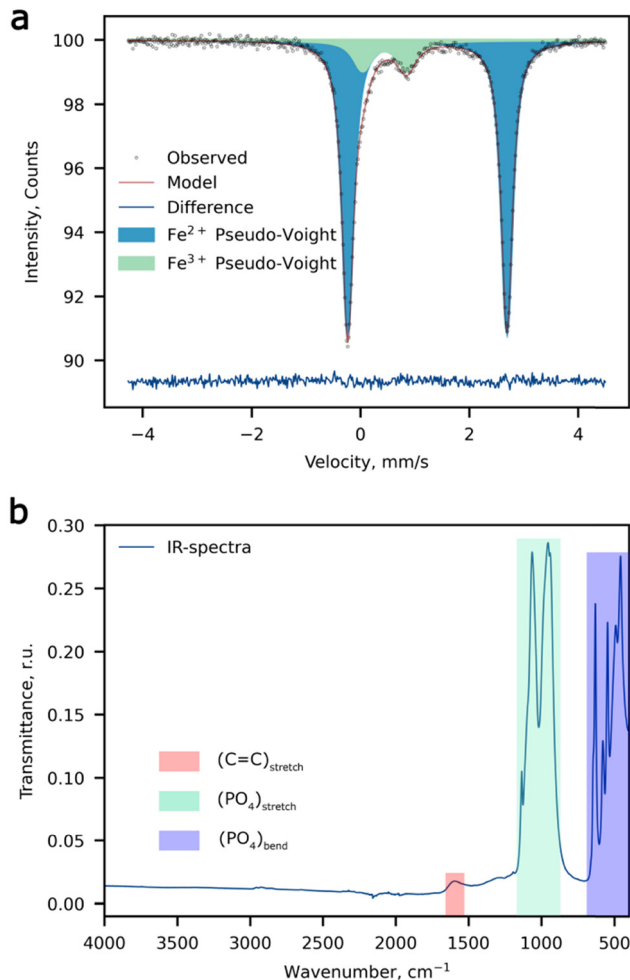 a
100
98
96
94
92
90
Intensity, Counts
Observed
Model
Difference
Fe2+ Pseudo-Voight
Fe3+ Pseudo-Voight
−4 −2 0 2 4
Velocity, mm/s
b
0.30
0.25
0.20
0.15
0.10
0.05
0.00
Transmittance, r.u.
IR-spectra
(C=C)stretch
(PO4)stretch
(PO4)bend
4000 3500 3000 2500 2000 1500 1000 500
Wavenumber, cm−1